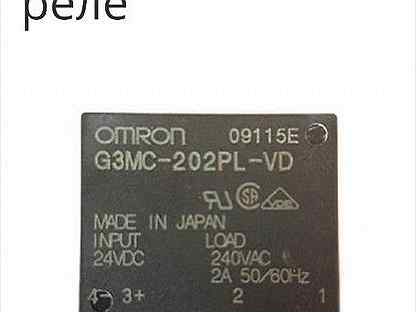 реле
OMRON 09115E
G3MC-202PL-VD
MADE IN JAPAN
INPUT LOAD
24VDC 240VAC
2A 50/60Hz
4- 3+ 2 1